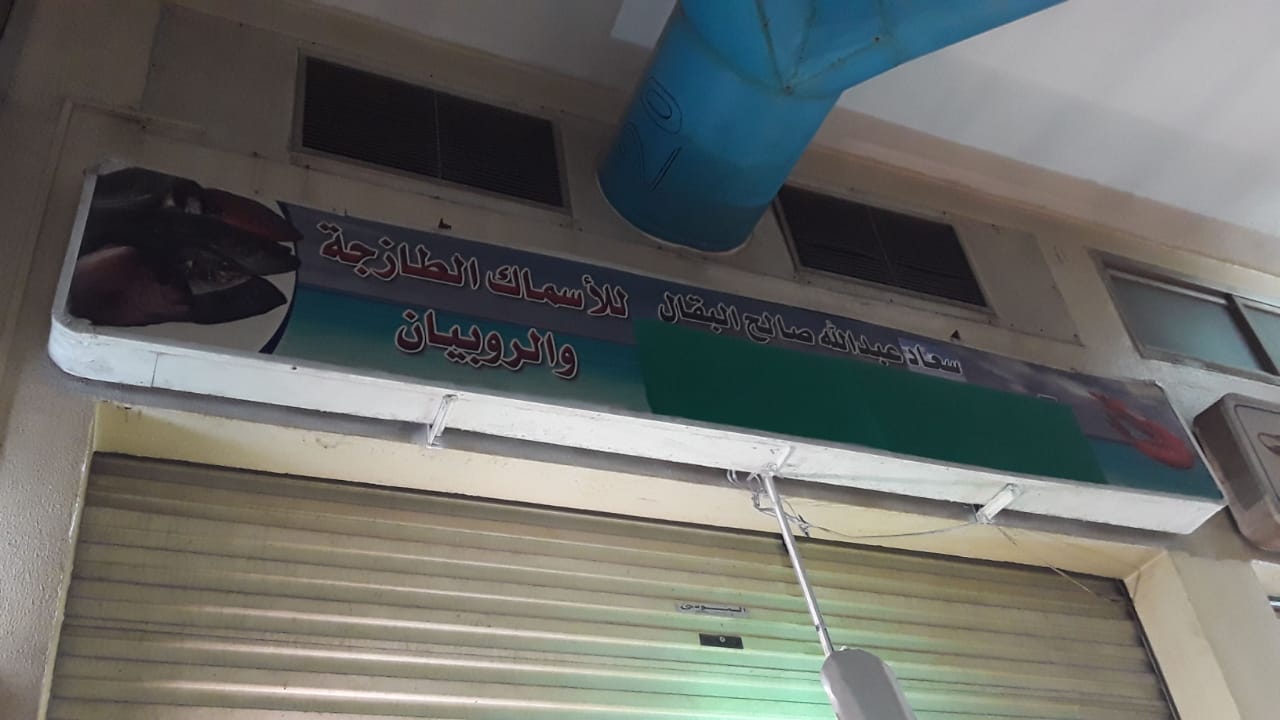 سعاد عبدالله صالح البقال
للأسماك الطازجة
والروبيان